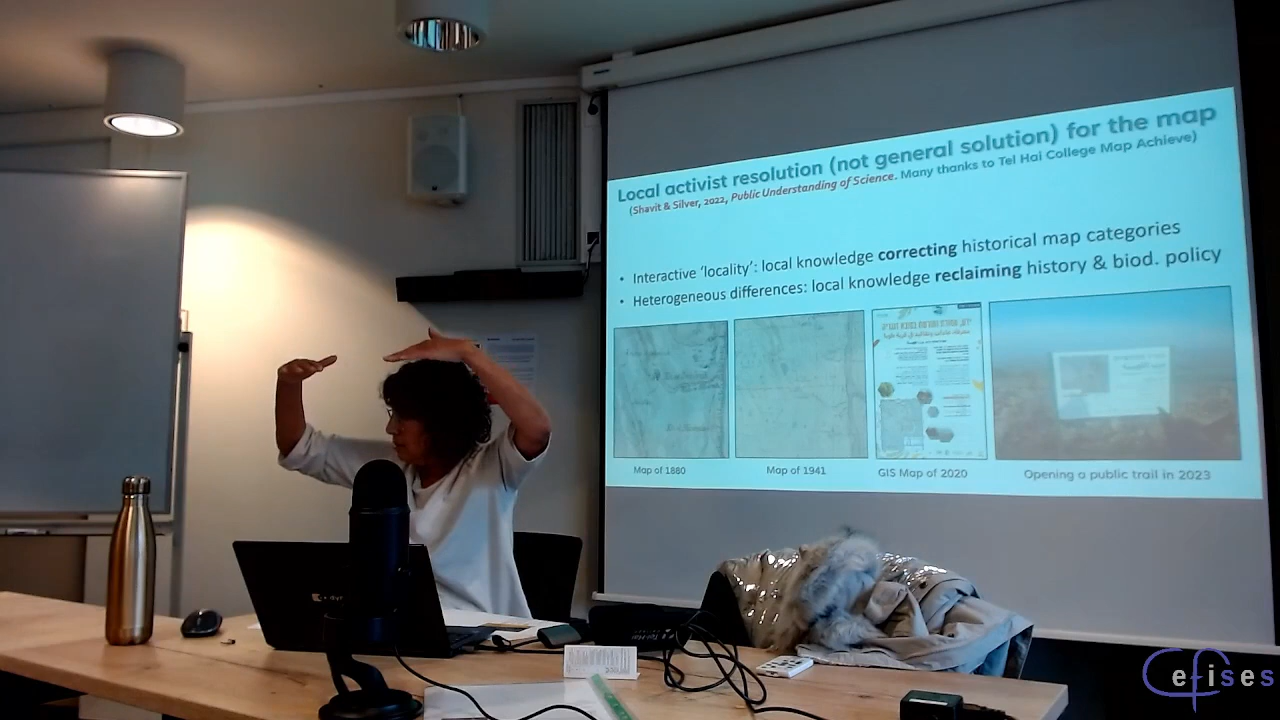 Local activist resolution (not general solution) for the map
(Shavit & Silver, 2022, Public Understanding of Science. Many thanks to Tel Hai College Map Achieve)
• Interactive ‘locality’: local knowledge correcting historical map categories
• Heterogeneous differences: local knowledge reclaiming history & biod. policy
Map of 1880
Map of 1941
GIS Map of 2020
Opening a public trail in 2023
Cefises